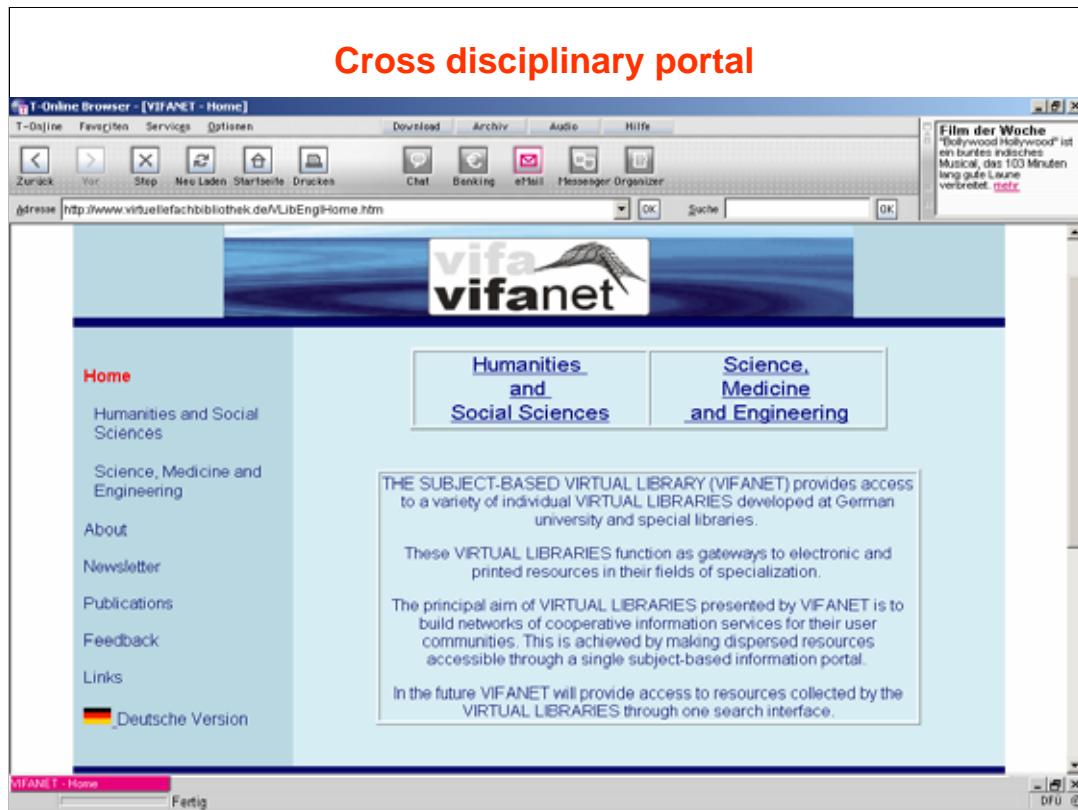 Cross disciplinary portal
T-Online Browser - [VIFANET - Home]
T-Online Favoriten Services Optionen Download Archiv Audio Hilfe
Film der Woche
"Bollywood Hollywood" ist
ein buntes indisches
Musical, das 103 Minuten
lang gute Laune
verbreitet. mehr
Zurück Vor Stop Neu Laden Startseite Drucken Chat Banking eMail Messenger Organizer
Adresse http://www.virtuellefachbibliothek.de/VLibEnglHome.htm OK Suche OK
vifa
vifanet
Home
Humanities and Social
Sciences
Science, Medicine and
Engineering
About
Newsletter
Publications
Feedback
Links
Deutsche Version
Humanities
and
Social Sciences
Science,
Medicine
and Engineering
THE SUBJECT-BASED VIRTUAL LIBRARY (VIFANET) provides access
to a variety of individual VIRTUAL LIBRARIES developed at German
university and special libraries.
These VIRTUAL LIBRARIES function as gateways to electronic and
printed resources in their fields of specialization.
The principal aim of VIRTUAL LIBRARIES presented by VIFANET is to
build networks of cooperative information services for their user
communities. This is achieved by making dispersed resources
accessible through a single subject-based information portal.
In the future VIFANET will provide access to resources collected by the
VIRTUAL LIBRARIES through one search interface.
VIFANET - Home
Fertig
DFÜ